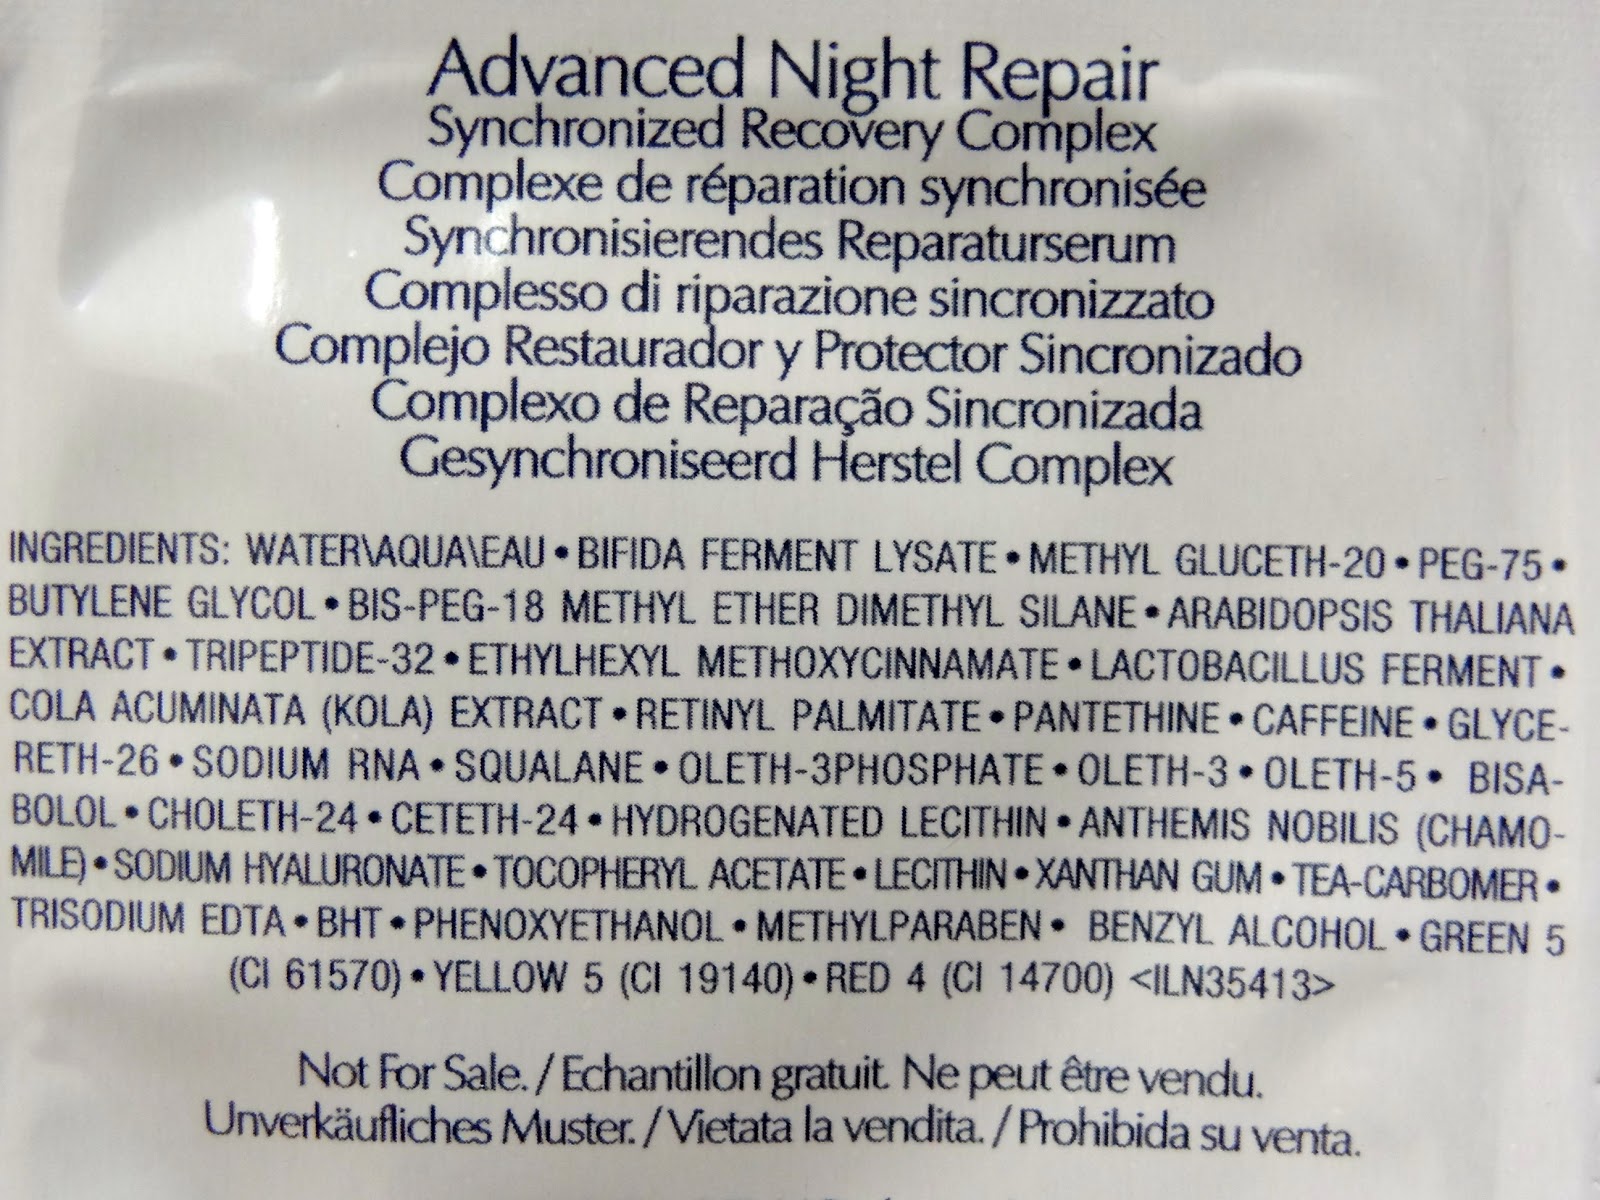 Advanced Night Repair
Synchronized Recovery Complex
Complexe de réparation synchronisée
Synchronisierendes Reparaturserum
Complesso di riparazione sincronizzato
Complejo Restaurador y Protector Sincronizado
Complexo de Reparação Sincronizada
Gesynchroniseerd Herstel Complex
INGREDIENTS: WATER\AQUA\EAU • BIFIDA FERMENT LYSATE • METHYL GLUCETH-20 • PEG-75 •
BUTYLENE GLYCOL • BIS-PEG-18 METHYL ETHER DIMETHYL SILANE • ARABIDOPSIS THALIANA
EXTRACT • TRIPEPTIDE-32 • ETHYLHEXYL METHOXYCINNAMATE • LACTOBACILLUS FERMENT •
COLA ACUMINATA (KOLA) EXTRACT • RETINYL PALMITATE • PANTETHINE • CAFFEINE • GLYCE-
RETH-26 • SODIUM RNA • SQUALANE • OLETH-3PHOSPHATE • OLETH-3 • OLETH-5 • BISA-
BOLOL • CHOLETH-24 • CETETH-24 • HYDROGENATED LECITHIN • ANTHEMIS NOBILIS (CHAMO-
MILE) • SODIUM HYALURONATE • TOCOPHERYL ACETATE • LECITHIN • XANTHAN GUM • TEA-CARBOMER •
TRISODIUM EDTA • BHT • PHENOXYETHANOL • METHYLPARABEN • BENZYL ALCOHOL • GREEN 5
(CI 61570) • YELLOW 5 (CI 19140) • RED 4 (CI 14700) <ILN35413>
Not For Sale. / Echantillon gratuit. Ne peut être vendu.
Unverkäufliches Muster. / Vietata la vendita. / Prohibida su venta.